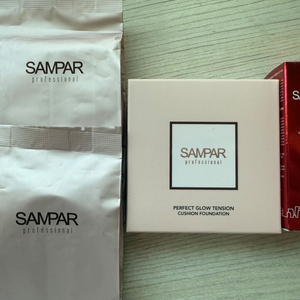 SAMPAR
professional
SAMPAR
professional
SAMPAR
professional
PERFECT GLOW TENSION
CUSHION FOUNDATION